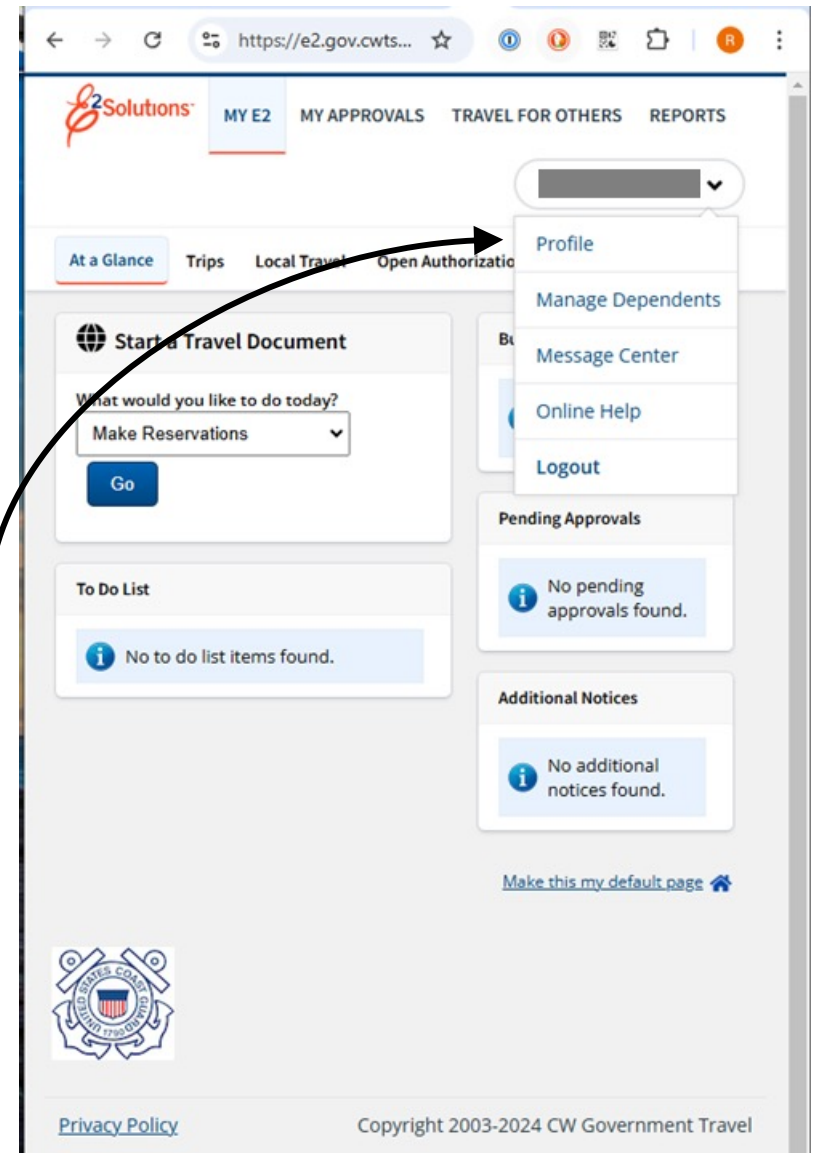 https://e2.gov.cwts...
R
E2Solutions
MY E2 MY APPROVALS TRAVEL FOR OTHERS REPORTS
Profile
Manage Dependents
Message Center
Online Help
Logout
At a Glance Trips Local Travel Open
Start a Travel Document
What would you like to do today?
Make Reservations
Go
To Do List
No to do list items found.
Pending Approvals
No pending
approvals found.
Additional Notices
No additional
notices found.
Make this my default page
UNITED STATES COAST GUARD
1790
Privacy Policy
Copyright 2003-2024 CW Government Travel